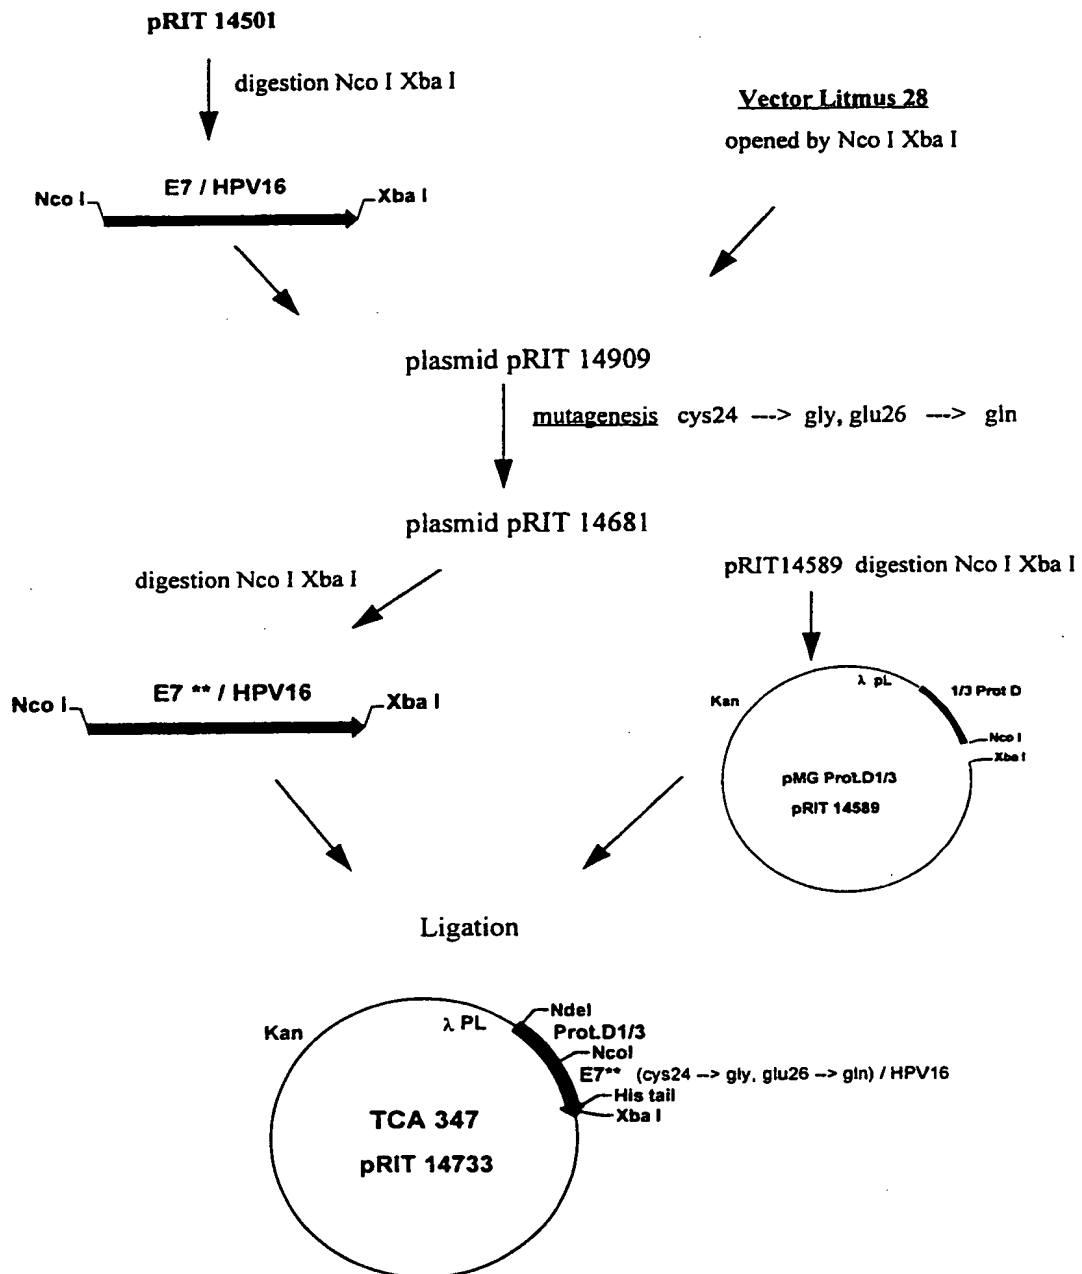 pRIT 14501
digestion Nco I Xba I
Vector Litmus 28
opened by Nco I Xba I
E7 / HPV16
Nco I
Xba I
plasmid pRIT 14909
mutagenesis cys24 ---> gly, glu26 ---> gln
plasmid pRIT 14681
digestion Nco I Xba I
pRIT14589 digestion Nco I Xba I
E7 ** / HPV16
Nco I
Xba I
λ pL
1/3 Prot D
Kan
Nco I
Xba I
pMG Prot.D1/3
pRIT 14589
Ligation
NdeI
λ PL
Prot.D1/3
Kan
NcoI
E7** (cys24 --> gly, glu26 --> gln) / HPV16
His tail
Xba I
TCA 347
pRIT 14733